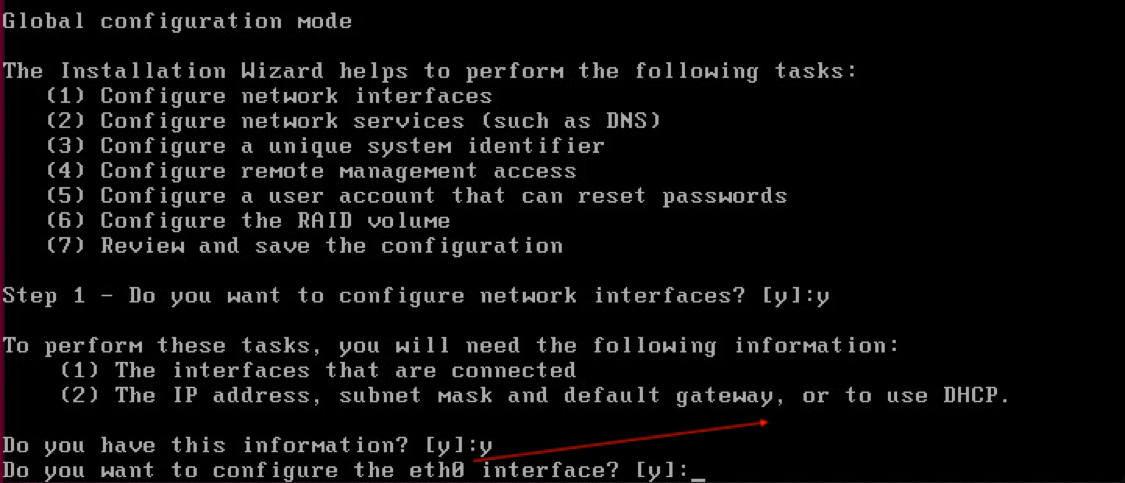 Global configuration mode
The Installation Wizard helps to perform the following tasks:
(1) Configure network interfaces
(2) Configure network services (such as DNS)
(3) Configure a unique system identifier
(4) Configure remote management access
(5) Configure a user account that can reset passwords
(6) Configure the RAID volume
(7) Review and save the configuration
Step 1 - Do you want to configure network interfaces? [y]:y
To perform these tasks, you will need the following information:
(1) The interfaces that are connected
(2) The IP address, subnet mask and default gateway, or to use DHCP.
Do you have this information? [y]:y
Do you want to configure the eth0 interface? [y]:_